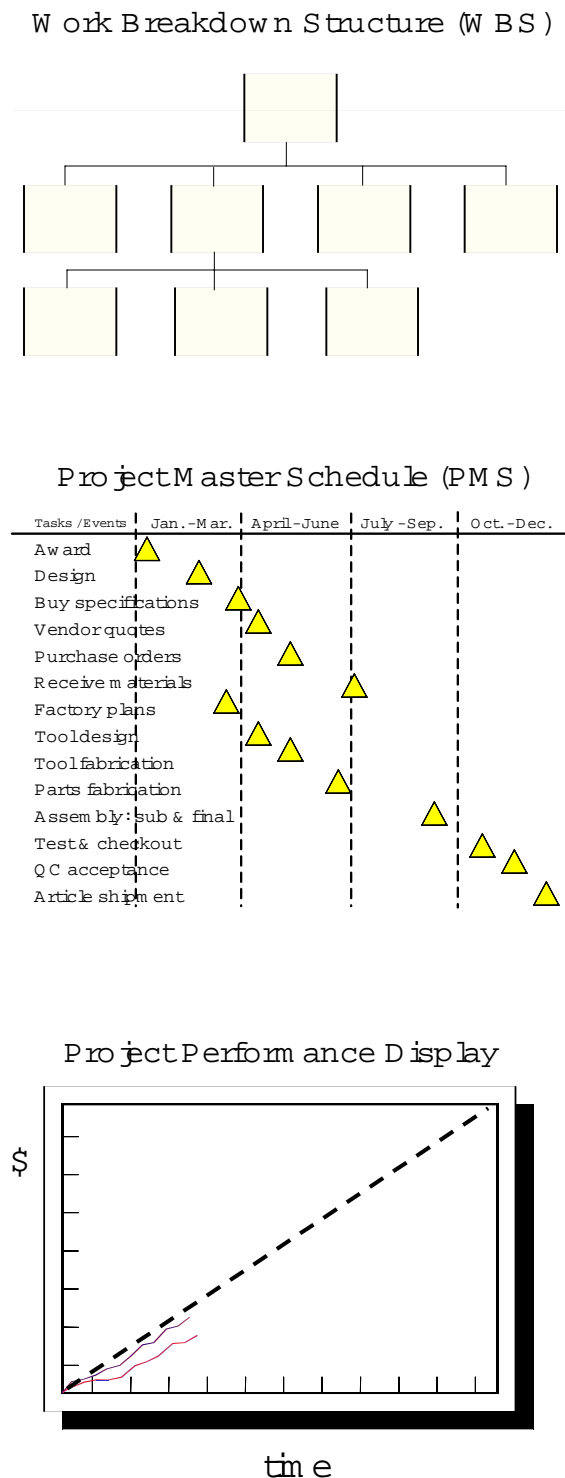 Work Breakdown Structure (WBS)
Project Master Schedule (PMS)
Tasks /Events Jan.-Mar. April-June July-Sep. Oct.-Dec.
Award
Design
Buy specifications
Vendor quotes
Purchase orders
Receive materials
Factory plans
Tool design
Tool fabrication
Parts fabrication
Assembly: sub & final
Test & checkout
QC acceptance
Article shipment
Project Performance Display
$
time